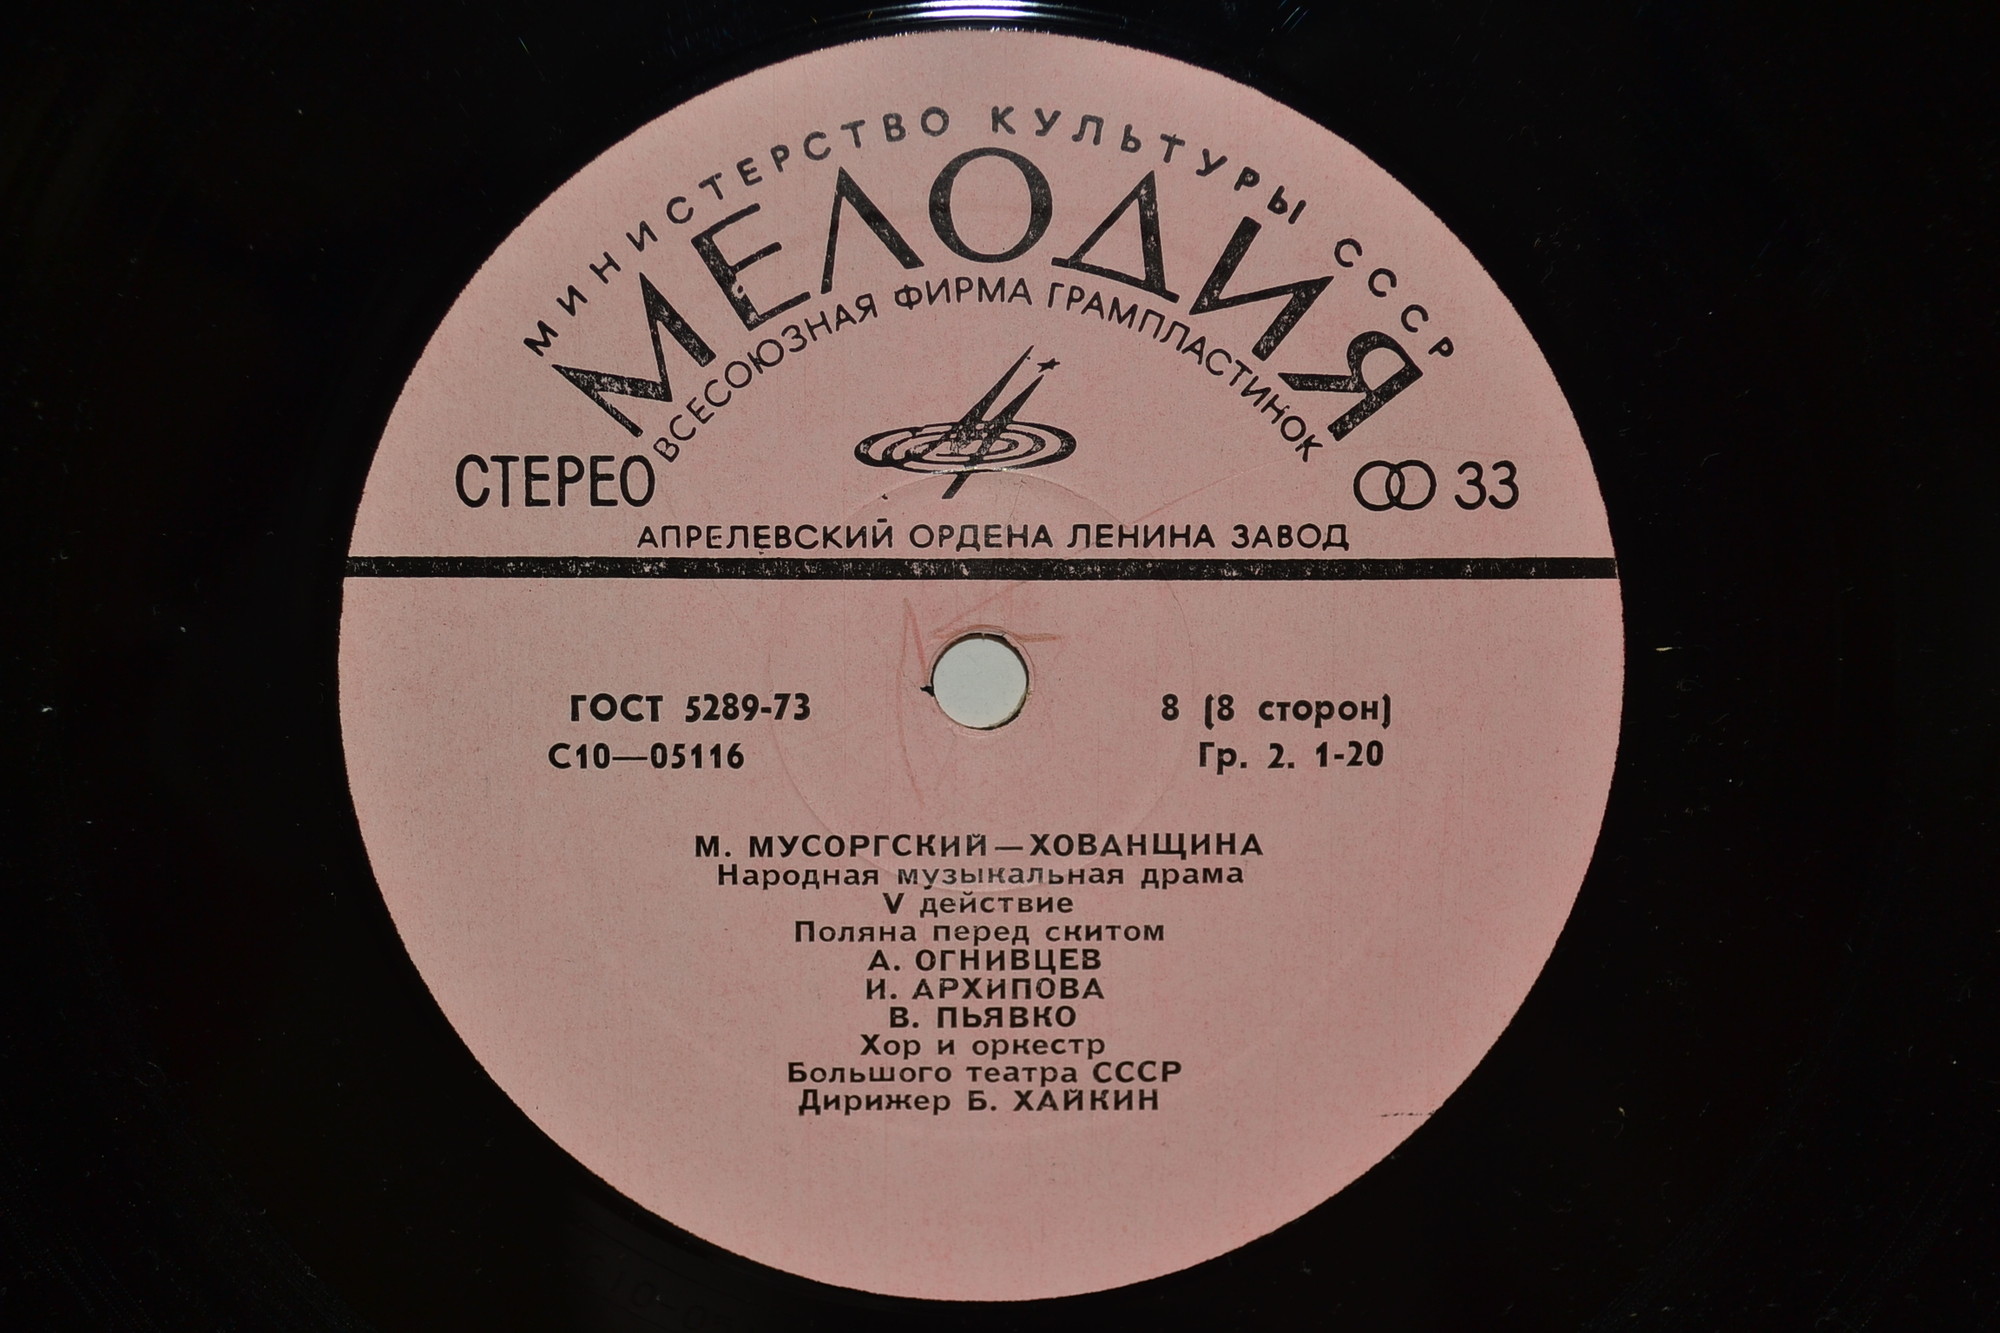 МИНИСТЕРСТВО КУЛЬТУРЫ СССР
МЕЛОДИЯ
ВСЕСОЮЗНАЯ ФИРМА ГРАМПЛАСТИНОК
СТЕРЕО
33
АПРЕЛЕВСКИЙ ОРДЕНА ЛЕНИНА ЗАВОД
ГОСТ 5289-73
8 (8 сторон)
С10—05116
Гр. 2. 1-20
М. МУСОРГСКИЙ — ХОВАНЩИНА
Народная музыкальная драма
V действие
Поляна перед скитом
А. ОГНИВЦЕВ
И. АРХИПОВА
В. ПЬЯВКО
Хор и оркестр
Большого театра СССР
Дирижер Б. ХАЙКИН